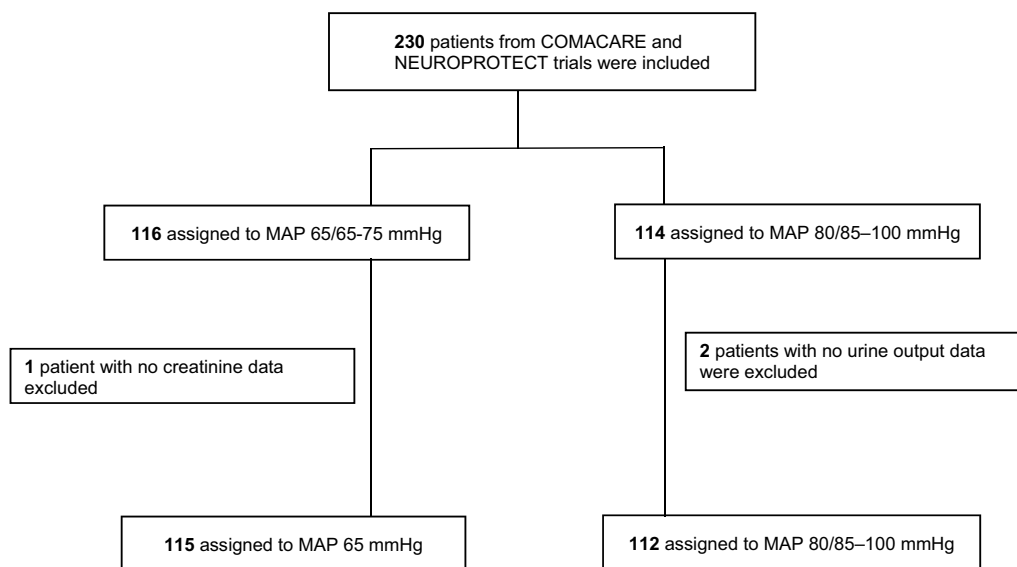 230 patients from COMACARE and
NEUROPROTECT trials were included
116 assigned to MAP 65/65-75 mmHg
114 assigned to MAP 80/85–100 mmHg
1 patient with no creatinine data
excluded
2 patients with no urine output data
were excluded
115 assigned to MAP 65 mmHg
112 assigned to MAP 80/85–100 mmHg